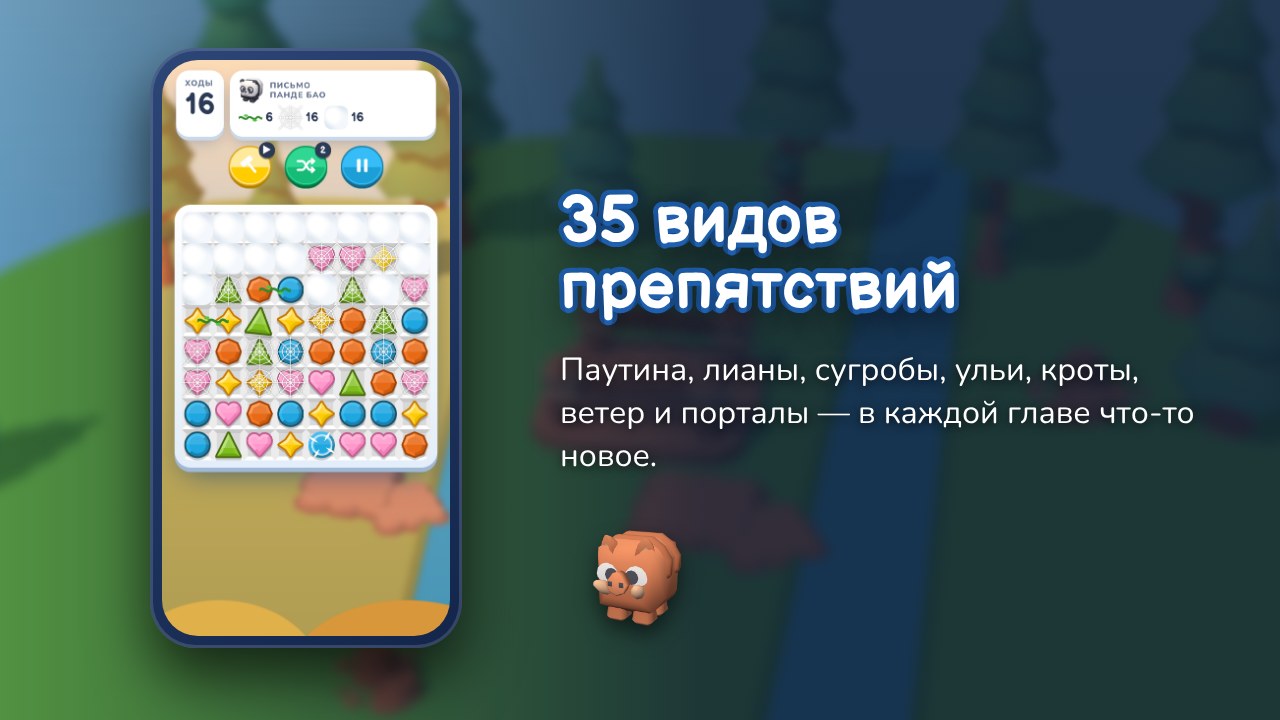 ХОДЫ
16
ПИСЬМО
ПАНДЕ БАО
6 16 16
2
35 видов
препятствий
Паутина, лианы, сугробы, ульи, кроты,
ветер и порталы — в каждой главе что-то
новое.